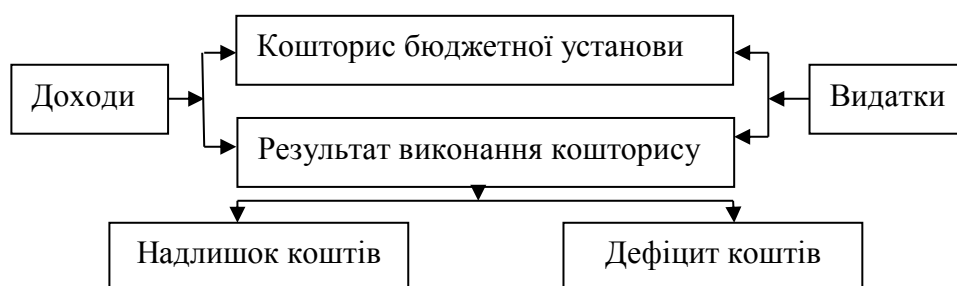 Кошторис бюджетної установи
Доходи
Видатки
Результат виконання кошторису
Надлишок коштів
Дефіцит коштів